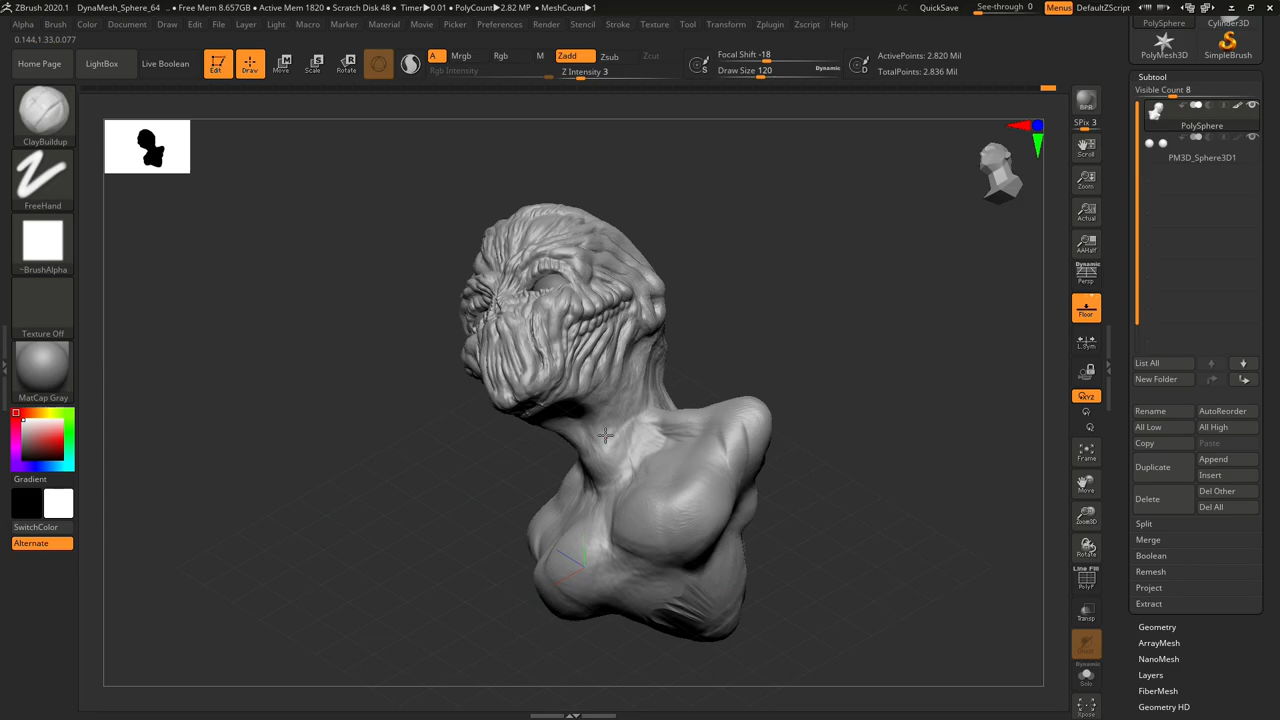 ZBrush 2020.1 DynaMesh_Sphere_64 .. • Free Mem 8.657GB • Active Mem 1820 • Scratch Disk 48 • Timer▶0.01 • PolyCount▶2.82 MP • MeshCount▶1 AC QuickSave See-through 0 Menus DefaultZScript
Alpha Brush Color Document Draw Edit File Layer Light Macro Marker Material Movie Picker Preferences Render Stencil Stroke Texture Tool Transform Zplugin Zscript Help
0.144,1.33,0.077
Home Page LightBox Live Boolean Edit Draw Move Scale Rotate
A Mrgb Rgb M Zadd Zsub Zcut
Rgb Intensity Z Intensity 3
Focal Shift -18
Draw Size 120 Dynamic
ActivePoints: 2.820 Mil
TotalPoints: 2.836 Mil
ClayBuildup
FreeHand
~BrushAlpha
Texture Off
MatCap Gray
Gradient
SwitchColor
Alternate
BPR
SPix 3
Scroll
Zoom
Actual
AAHalf
Dynamic
Persp
Floor
L.Sym
XYZ
Frame
Move
Zoom3D
Rotate
Line Fill
PolyF
Transp
Dynamic
Solo
Xpose
PolySphere Cylinder3D
PolyMesh3D SimpleBrush
Subtool
Visible Count 8
PolySphere
PM3D_Sphere3D1
List All
New Folder
Rename AutoReorder
All Low All High
Copy Paste
Duplicate Append
Insert
Delete Del Other
Del All
Split
Merge
Boolean
Remesh
Project
Extract
Geometry
ArrayMesh
NanoMesh
Layers
FiberMesh
Geometry HD